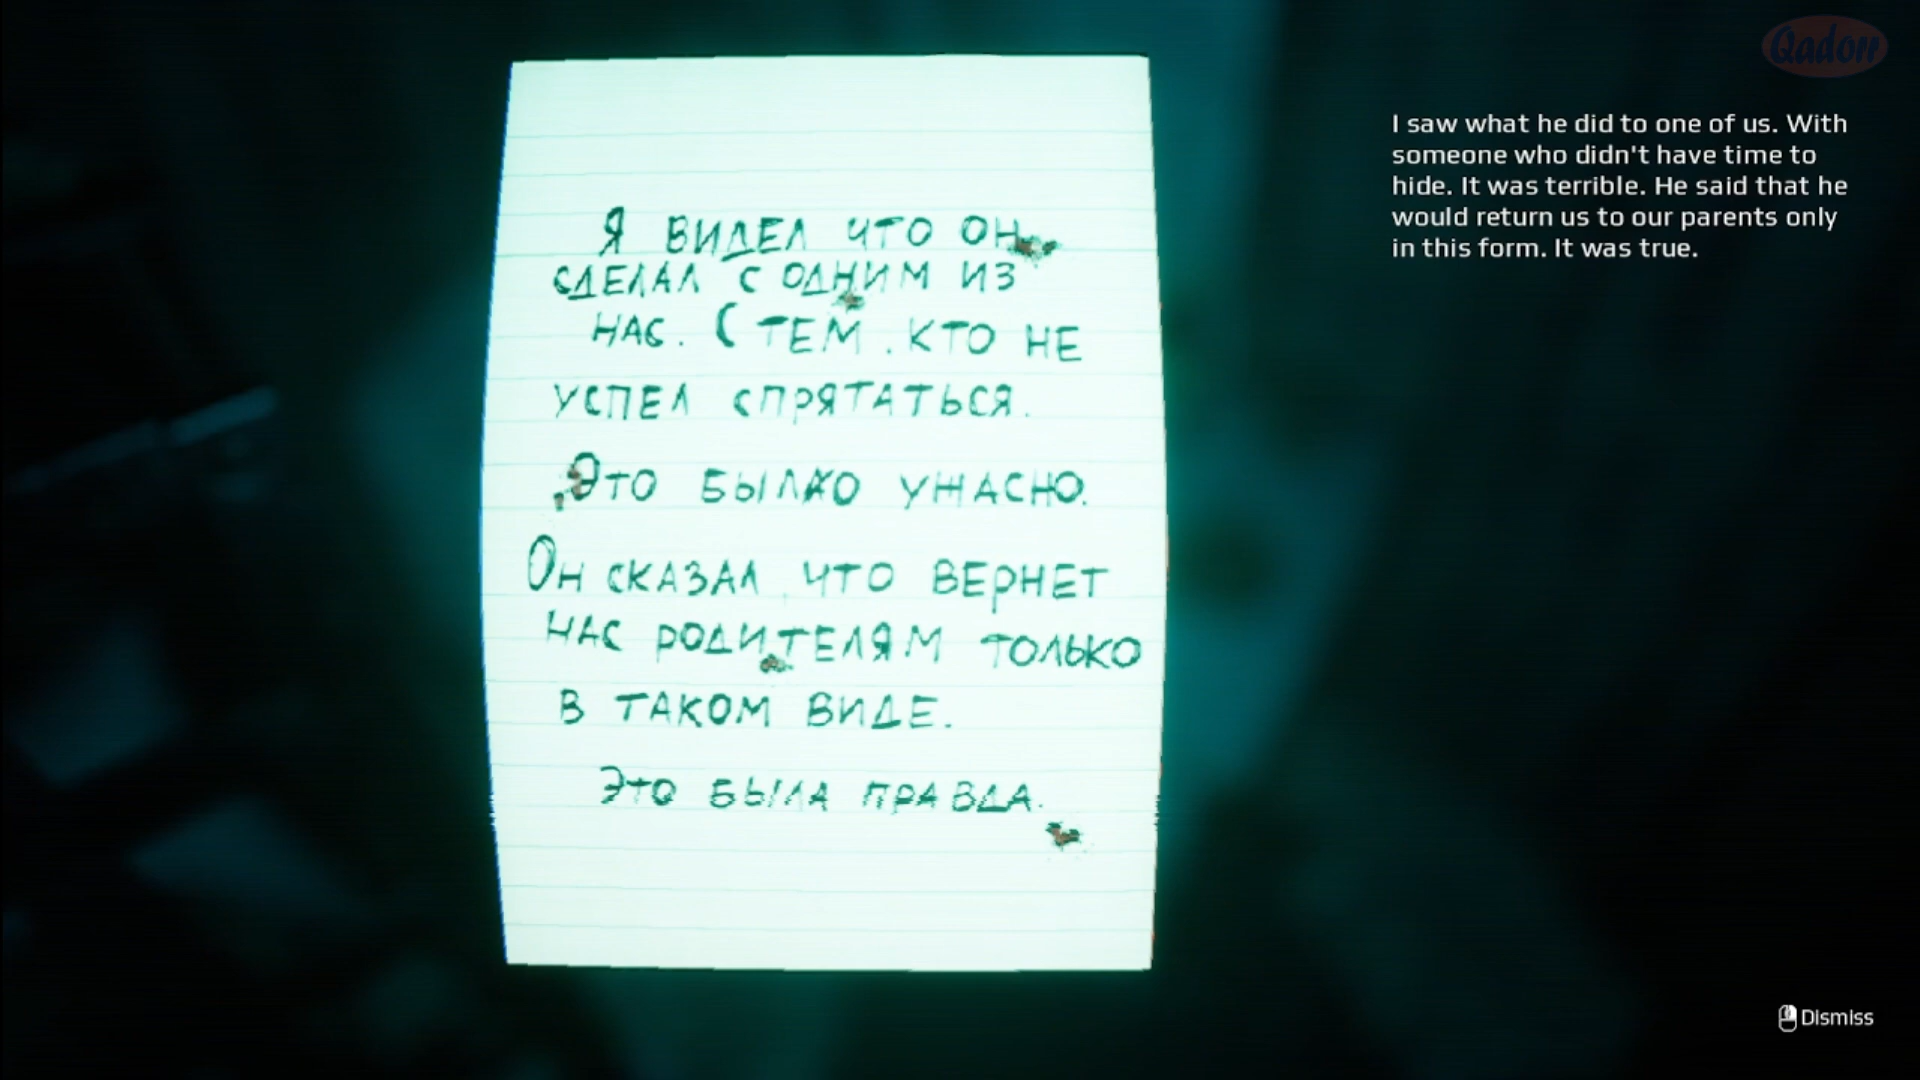 Qadorr
I saw what he did to one of us. With
someone who didn't have time to
hide. It was terrible. He said that he
would return us to our parents only
in this form. It was true.
Я ВИДЕЛ ЧТО ОН
СДЕЛАЛ С ОДНИМ ИЗ
НАС. С ТЕМ. КТО НЕ
УСПЕЛ СПРЯТАТЬСЯ.
ЭТО БЫЛО УЖАСНО.
ОН СКАЗАЛ, ЧТО ВЕРНЕТ
НАС РОДИТЕЛЯМ ТОЛЬКО
В ТАКОМ ВИДЕ.
ЭТО БЫЛА ПРАВДА.
Dismiss